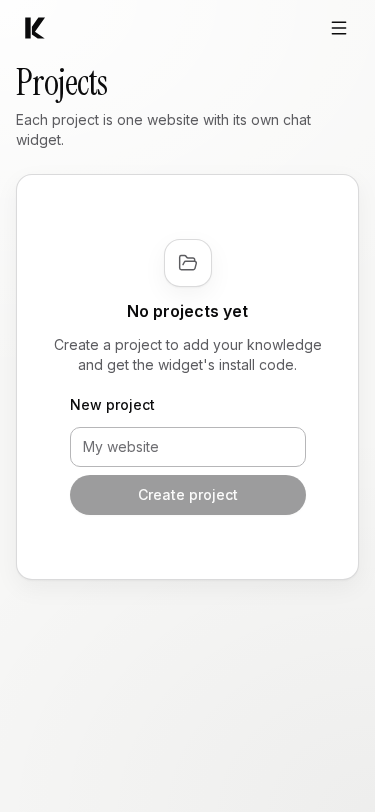 K
Projects
Each project is one website with its own chat
widget.
No projects yet
Create a project to add your knowledge
and get the widget's install code.
New project
My website
Create project